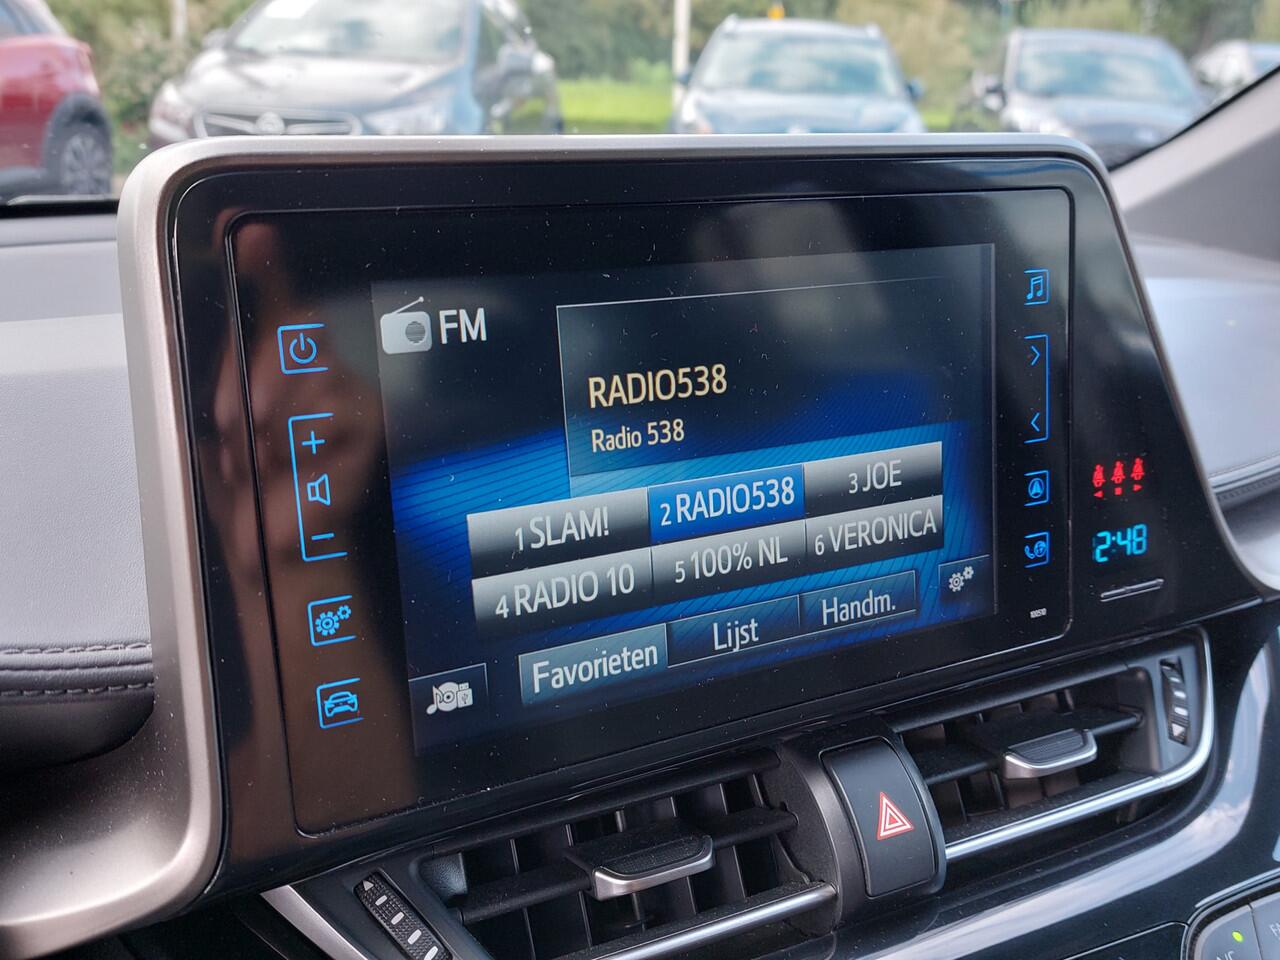 FM
RADIO538
Radio 538
1 SLAM!
2 RADIO538
3 JOE
4 RADIO 10
5 100% NL
6 VERONICA
Favorieten
Lijst
Handm.
2:48
100510